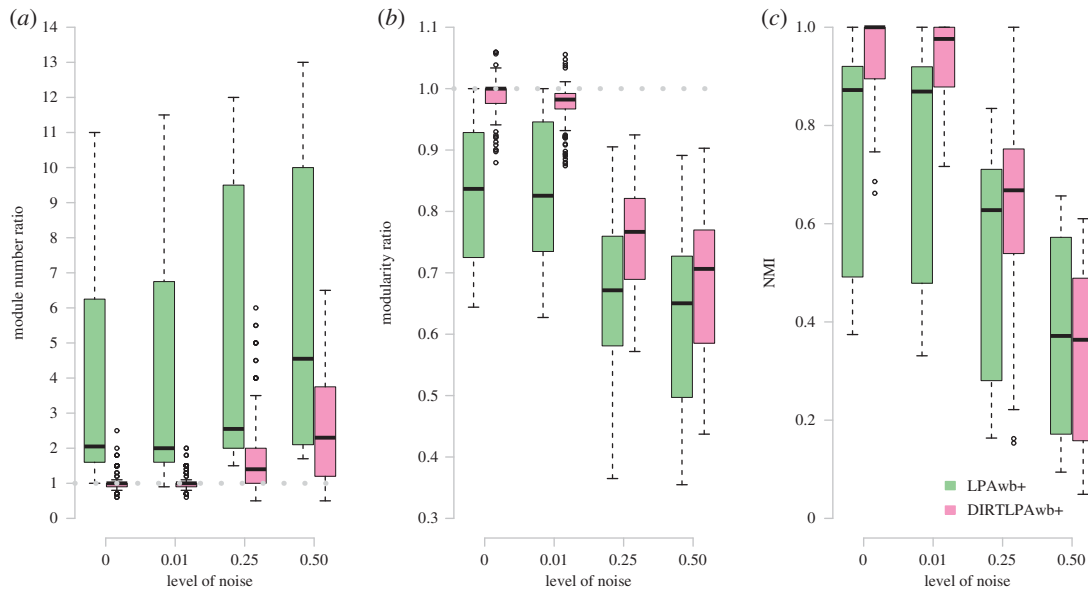 (a)
14
13
12
11
10
9
8
7
6
5
4
3
2
1
0
module number ratio
0 0.01 0.25 0.50
level of noise
(b)
1.1
1.0
0.9
0.8
0.7
0.6
0.5
0.4
0.3
modularity ratio
0 0.01 0.25 0.50
level of noise
(c)
1.0
0.8
0.6
0.4
0.2
0
NMI
LPAwb+
DIRTLPAwb+
0 0.01 0.25 0.50
level of noise